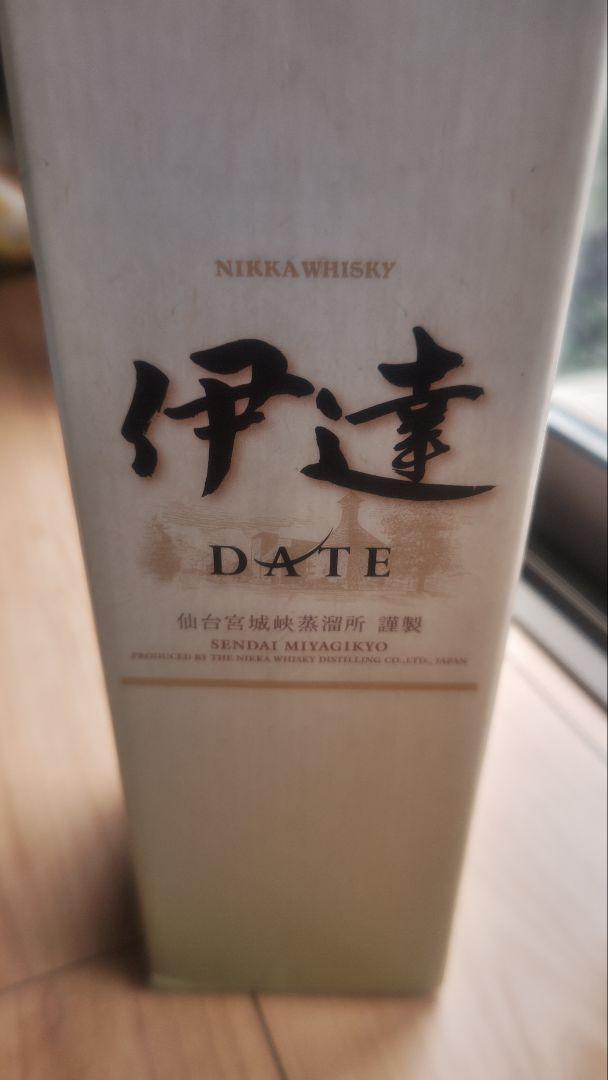 NIKKA WHISKY
伊達
DATE
仙台宮城峡蒸溜所 謹製
SENDAI MIYAGIKYO
PRODUCED BY THE NIKKA WHISKY DISTILLING CO.,LTD., JAPAN